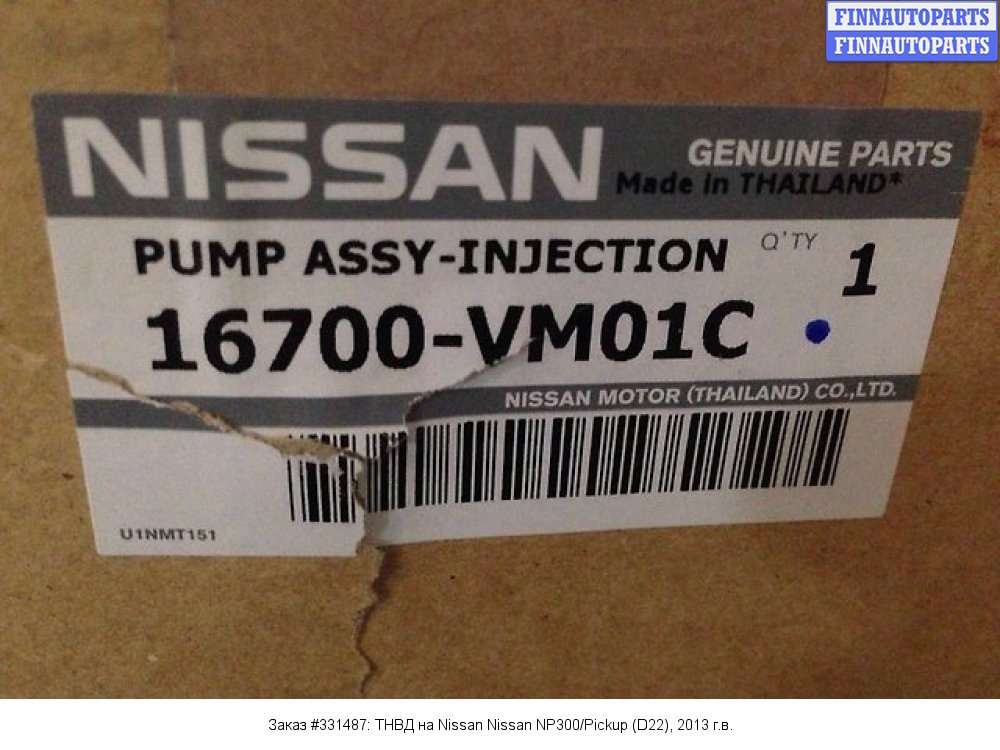 FINNAUTOPARTS
FINNAUTOPARTS
NISSAN
GENUINE PARTS
Made in THAILAND*
PUMP ASSY-INJECTION
Q'TY
1
16700-VM01C
NISSAN MOTOR (THAILAND) CO.,LTD.
U1NMT151
Заказ #331487: ТНВД на Nissan Nissan NP300/Pickup (D22), 2013 г.в.